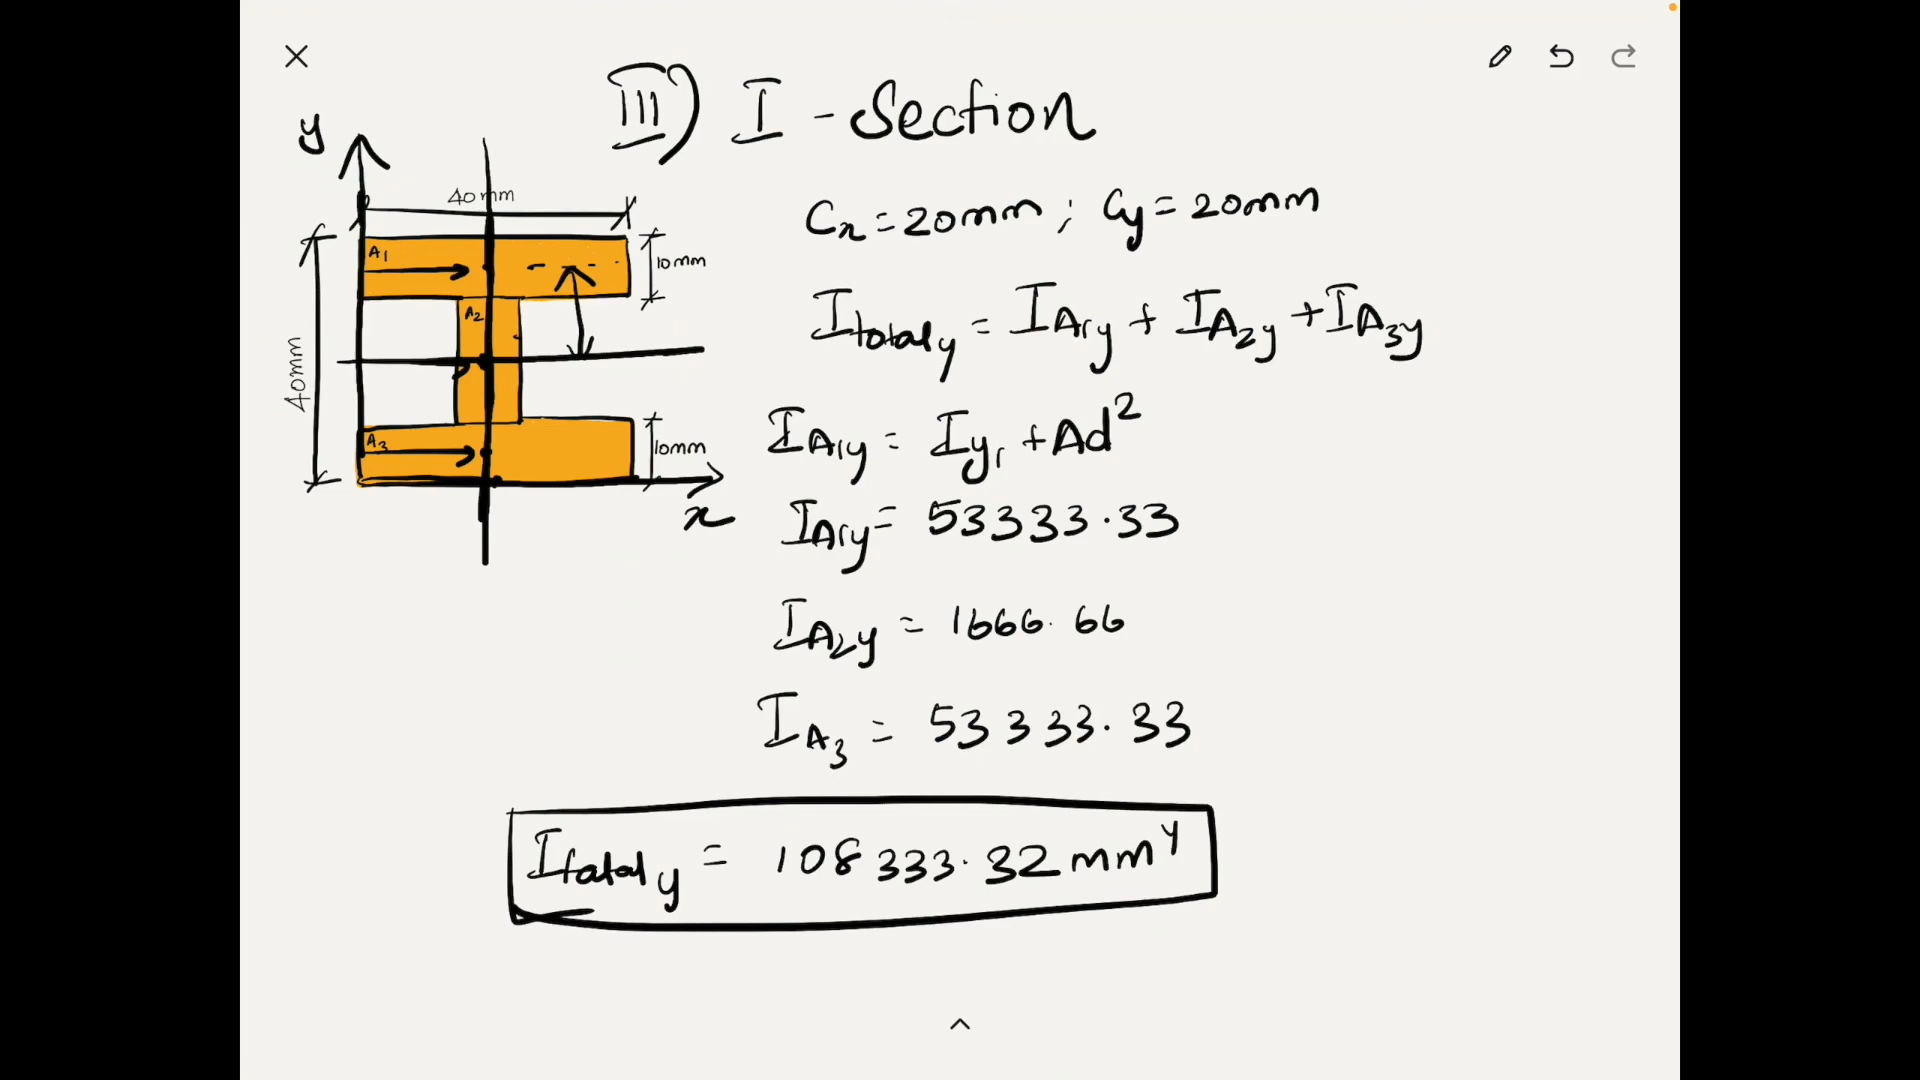 III) I - Section
y
40mm
Cx = 20mm ; Cy = 20mm
A1
10mm
A2
Itotaly = IA1y + IA2y + IA3y
40mm
IA1y = Iy1 + Ad²
A3
10mm
x
IA1y = 53333.33
IA2y = 1666.66
IA3 = 53333.33
Itotaly = 108333.32 mm⁴